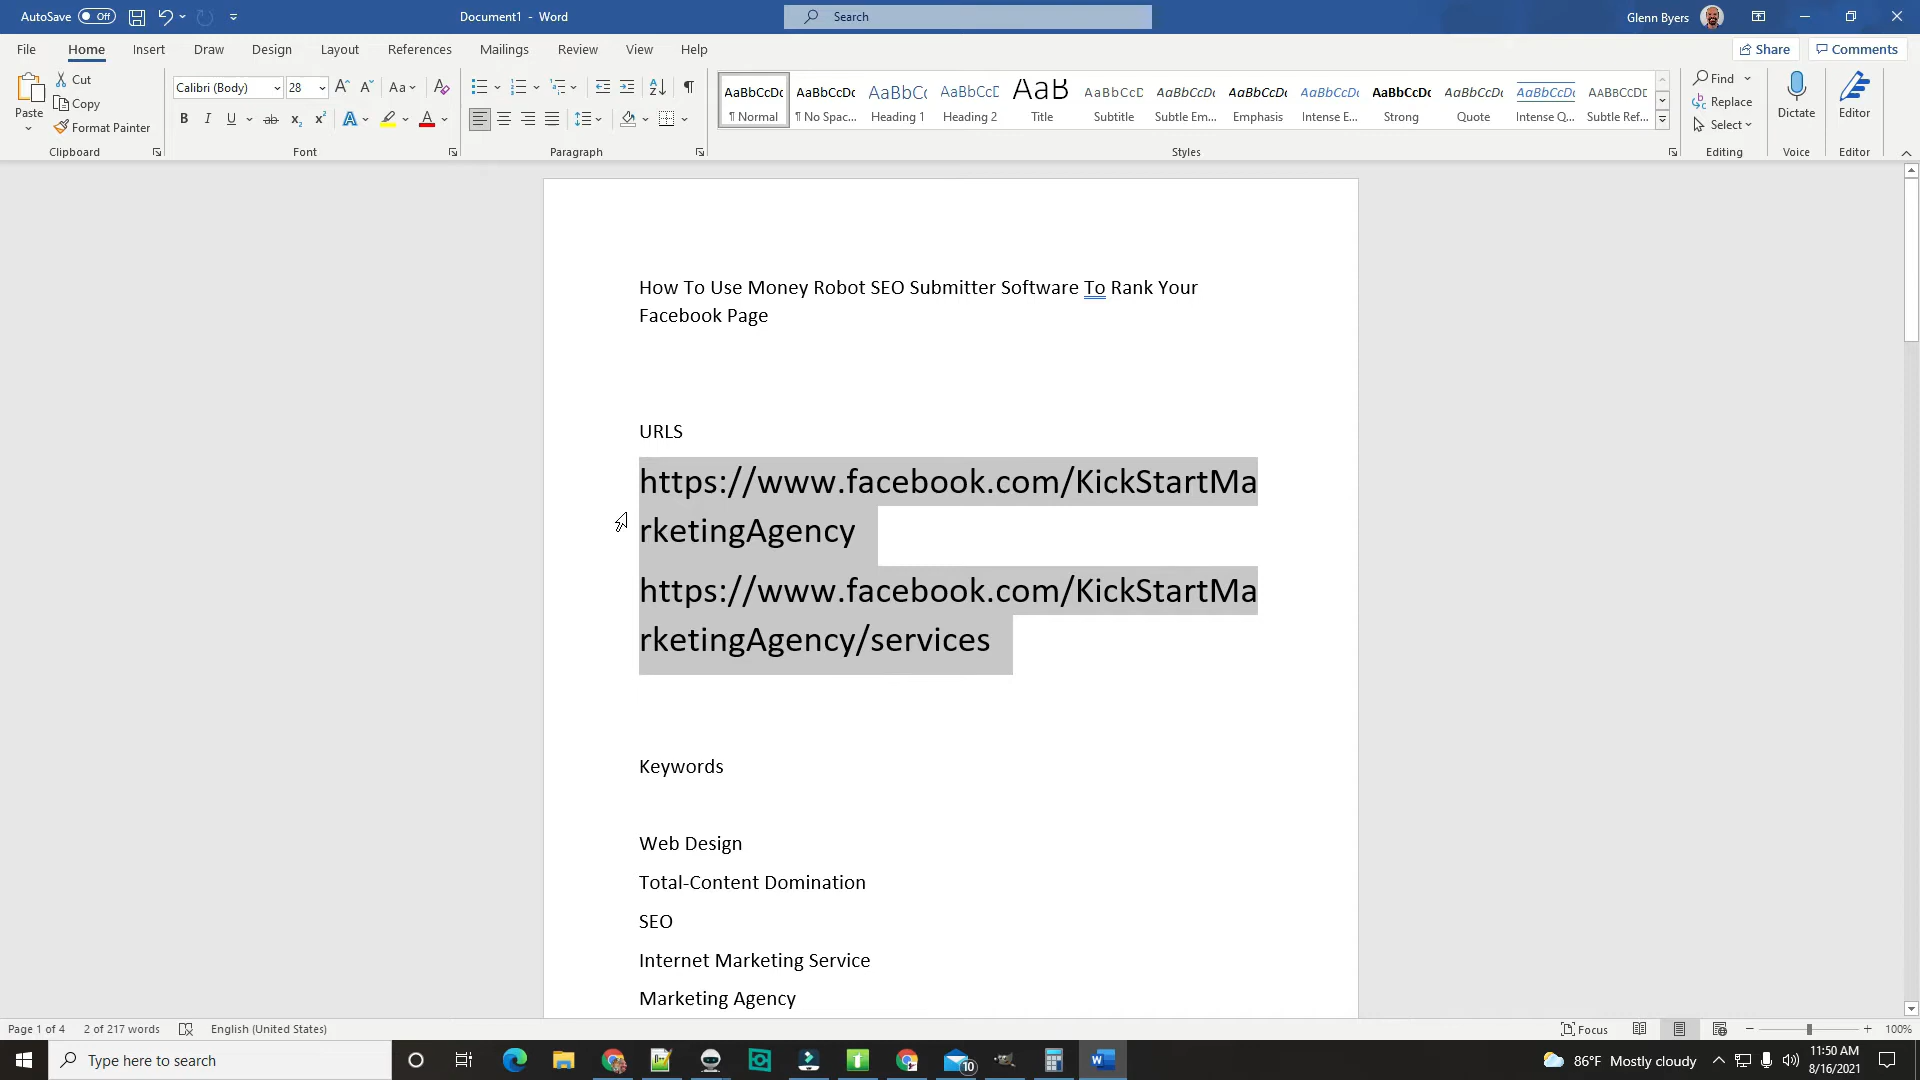 AutoSave Off Document1 - Word Search Glenn Byers
File Home Insert Draw Design Layout References Mailings Review View Help Share Comments
Paste Cut Copy Format Painter
Calibri (Body) 28
AaBbCcDc AaBbCcDc AaBbCc AaBbCcD AaB AaBbCcD AaBbCcDc AaBbCcDc AaBbCcDc AaBbCcDc AaBbCcDc AaBbCcDc AABBCCDE
¶ Normal ¶ No Spac... Heading 1 Heading 2 Title Subtitle Subtle Em... Emphasis Intense E... Strong Quote Intense Q... Subtle Ref...
Find Replace Select Dictate Editor
Clipboard Font Paragraph Styles Editing Voice Editor
How To Use Money Robot SEO Submitter Software To Rank Your
Facebook Page
URLS
https://www.facebook.com/KickStartMa
rketingAgency
https://www.facebook.com/KickStartMa
rketingAgency/services
Keywords
Web Design
Total-Content Domination
SEO
Internet Marketing Service
Marketing Agency
Page 1 of 4 2 of 217 words English (United States) Focus 100%
Type here to search 10 86°F Mostly cloudy 11:50 AM
8/16/2021